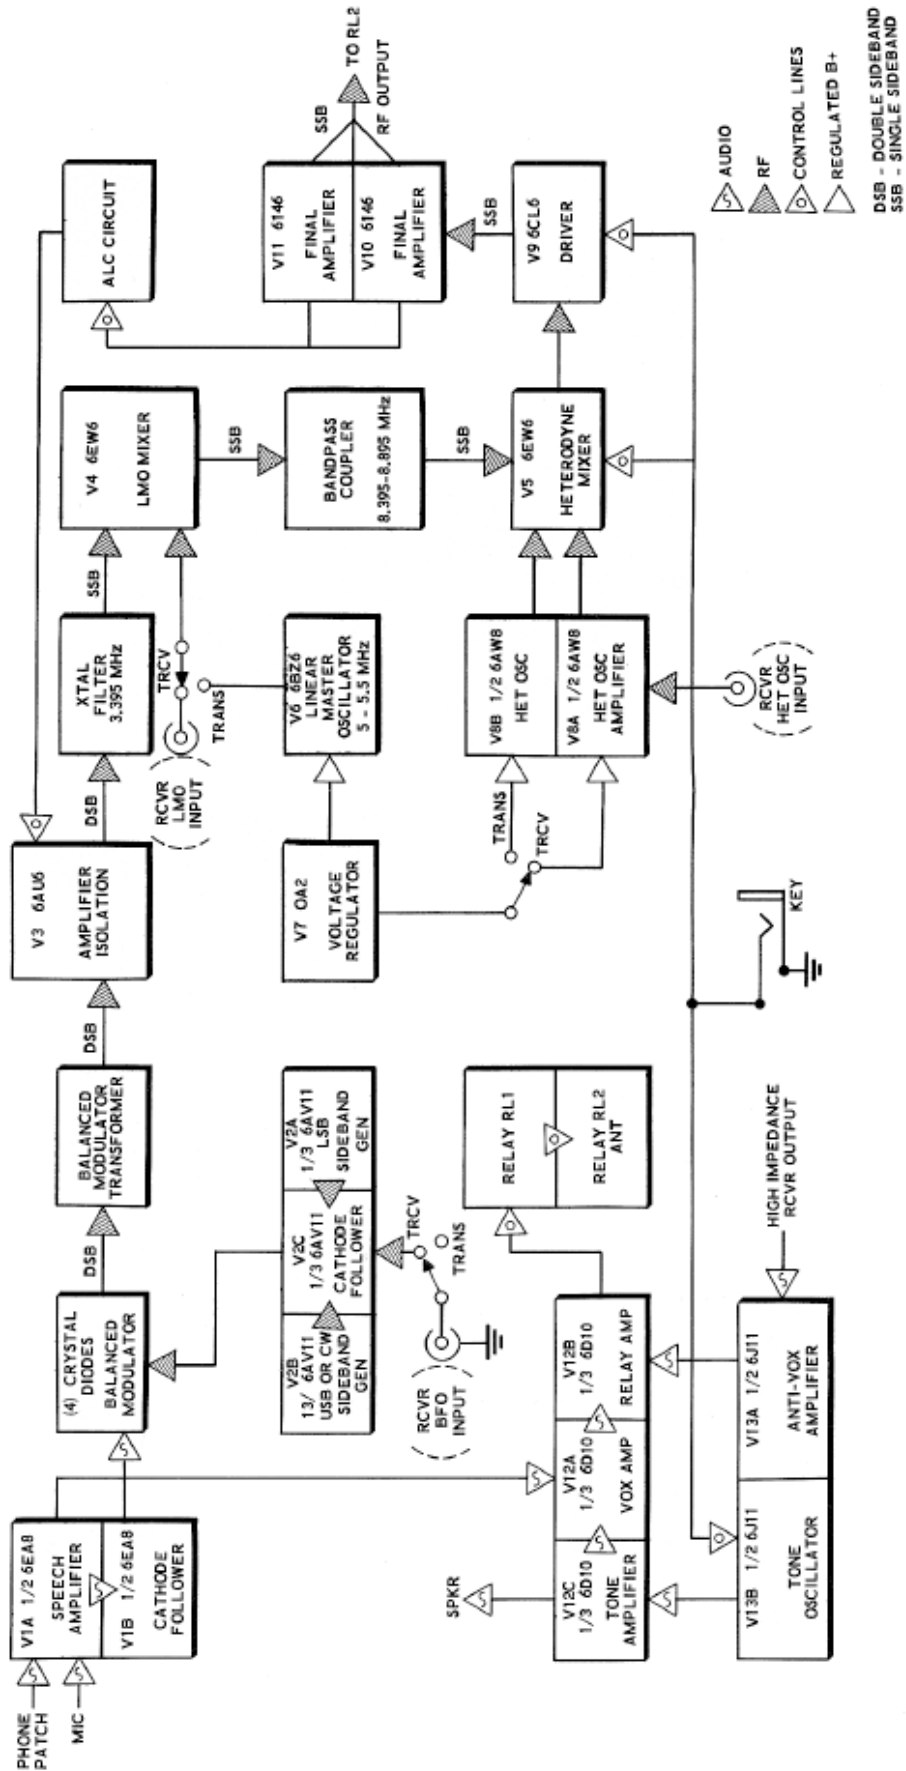 PHONE
PATCH
MIC
V1A 1/2 6EA8
SPEECH
AMPLIFIER
V1B 1/2 6EA8
CATHODE
FOLLOWER
(4) CRYSTAL
DIODES
BALANCED
MODULATOR
DSB
BALANCED
MODULATOR
TRANSFORMER
DSB
V3 6AU6
AMPLIFIER
ISOLATION
DSB
XTAL
FILTER
3.395 MHz
SSB
V4 6EW6
LMO MIXER
SSB
ALC CIRCUIT
RCVR
LMO
INPUT
TRCV
TRANS
V2B
13/ 6AV11
USB OR CW
SIDEBAND
GEN
V2C
1/3 6AV11
CATHODE
FOLLOWER
V2A
1/3 6AV11
LSB
SIDEBAND
GEN
RCVR
BFO
INPUT
TRCV
TRANS
V7 OA2
VOLTAGE
REGULATOR
V6 6BZ6
LINEAR
MASTER
OSCILLATOR
5 - 5.5 MHz
BANDPASS
COUPLER
8.395-8.895 MHz
SSB
V11 6146
FINAL
AMPLIFIER
V10 6146
FINAL
AMPLIFIER
SSB
TO RL2
RF OUTPUT
SSB
TRANS
TRCV
V8B 1/2 6AW8
HET OSC
V8A 1/2 6AW8
HET OSC
AMPLIFIER
RCVR
HET OSC
INPUT
V5 6EW6
HETERODYNE
MIXER
V9 6CL6
DRIVER
SPKR
V12C
1/3 6D10
TONE
AMPLIFIER
V12A
1/3 6D10
VOX AMP
V12B
1/3 6D10
RELAY AMP
RELAY RL1
RELAY RL2
ANT
V13B 1/2 6J11
TONE
OSCILLATOR
V13A 1/2 6J11
ANTI-VOX
AMPLIFIER
HIGH IMPEDANCE
RCVR OUTPUT
KEY
AUDIO
RF
CONTROL LINES
REGULATED B+
DSB - DOUBLE SIDEBAND
SSB - SINGLE SIDEBAND